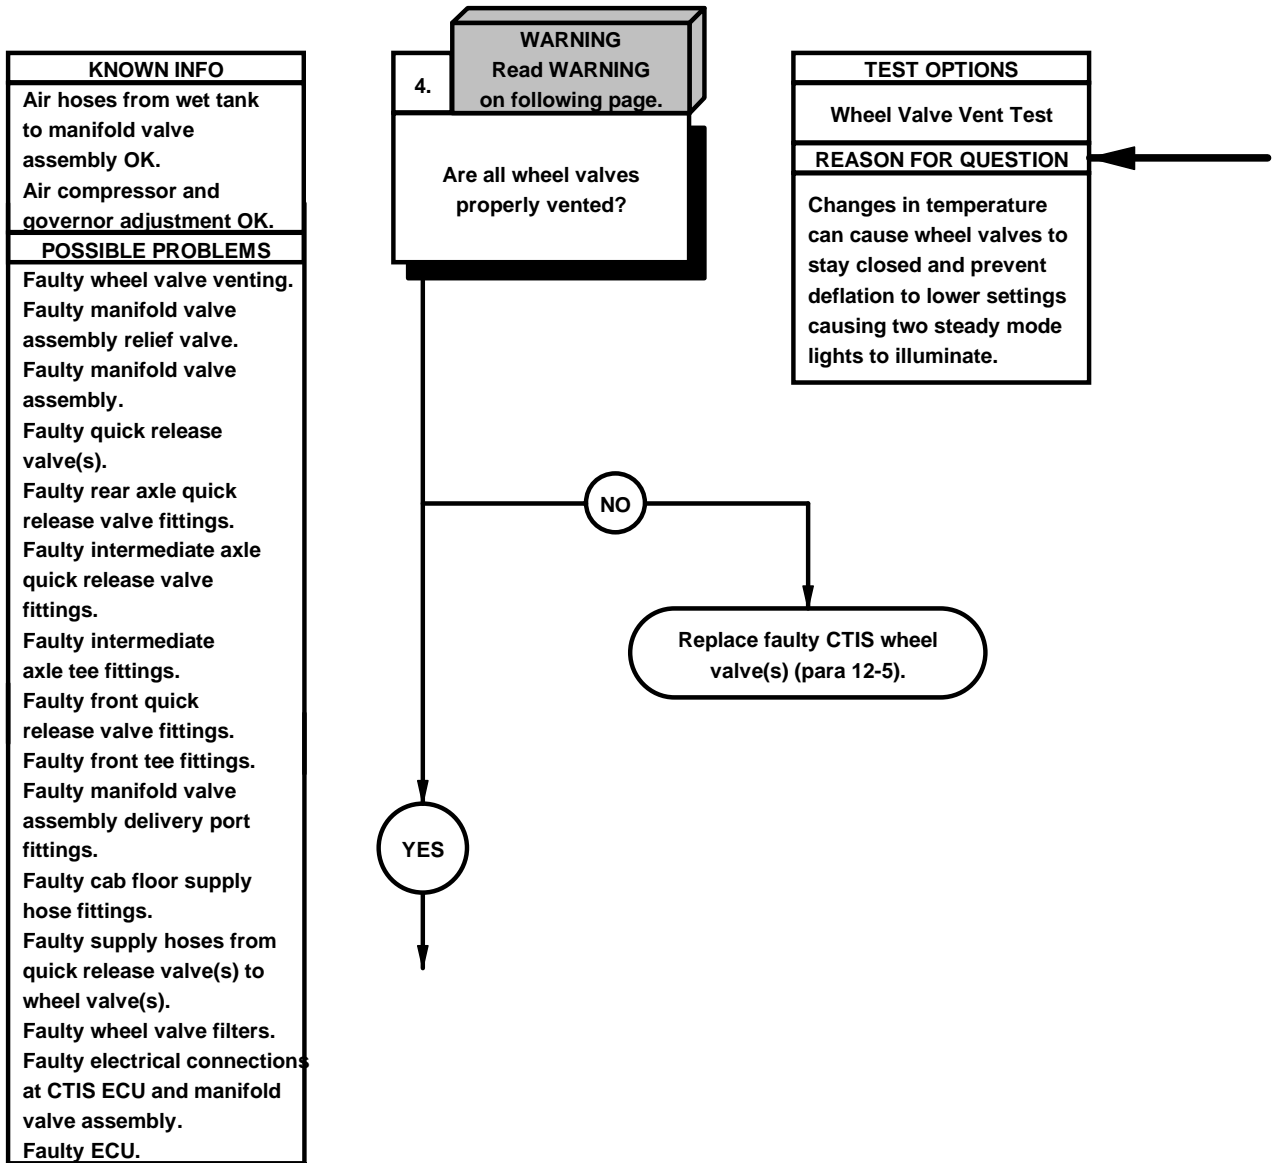 KNOWN INFO
Air hoses from wet tank
to manifold valve
assembly OK.
Air compressor and
governor adjustment OK.
POSSIBLE PROBLEMS
Faulty wheel valve venting.
Faulty manifold valve
assembly relief valve.
Faulty manifold valve
assembly.
Faulty quick release
valve(s).
Faulty rear axle quick
release valve fittings.
Faulty intermediate axle
quick release valve
fittings.
Faulty intermediate
axle tee fittings.
Faulty front quick
release valve fittings.
Faulty front tee fittings.
Faulty manifold valve
assembly delivery port
fittings.
Faulty cab floor supply
hose fittings.
Faulty supply hoses from
quick release valve(s) to
wheel valve(s).
Faulty wheel valve filters.
Faulty electrical connections
at CTIS ECU and manifold
valve assembly.
Faulty ECU.
WARNING
Read WARNING
on following page.
4.
Are all wheel valves
properly vented?
NO
Replace faulty CTIS wheel
valve(s) (para 12-5).
YES
TEST OPTIONS
Wheel Valve Vent Test
REASON FOR QUESTION
Changes in temperature
can cause wheel valves to
stay closed and prevent
deflation to lower settings
causing two steady mode
lights to illuminate.